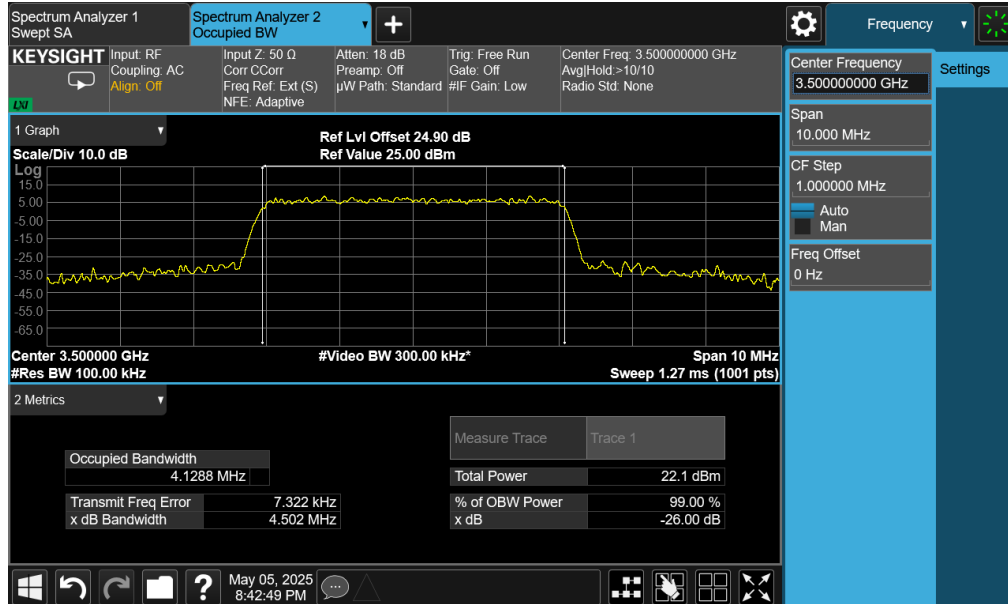 Spectrum Analyzer 1
Swept SA
Spectrum Analyzer 2
Occupied BW
Frequency
KEYSIGHT
LXI
Input: RF
Coupling: AC
Align: Off
Input Z: 50 Ω
Corr CCorr
Freq Ref: Ext (S)
NFE: Adaptive
Atten: 18 dB
Preamp: Off
µW Path: Standard
Trig: Free Run
Gate: Off
#IF Gain: Low
Center Freq: 3.500000000 GHz
Avg|Hold:>10/10
Radio Std: None
1 Graph
Scale/Div 10.0 dB
Ref Lvl Offset 24.90 dB
Ref Value 25.00 dBm
Log
15.0
5.00
-5.00
-15.0
-25.0
-35.0
-45.0
-55.0
-65.0
Center 3.500000 GHz
#Video BW 300.00 kHz*
Span 10 MHz
#Res BW 100.00 kHz
Sweep 1.27 ms (1001 pts)
2 Metrics
Measure Trace
Trace 1
Occupied Bandwidth
4.1288 MHz
Total Power
22.1 dBm
Transmit Freq Error
7.322 kHz
% of OBW Power
99.00 %
x dB Bandwidth
4.502 MHz
x dB
-26.00 dB
Center Frequency
3.500000000 GHz
Settings
Span
10.000 MHz
CF Step
1.000000 MHz
Auto
Man
Freq Offset
0 Hz
?
May 05, 2025
8:42:49 PM